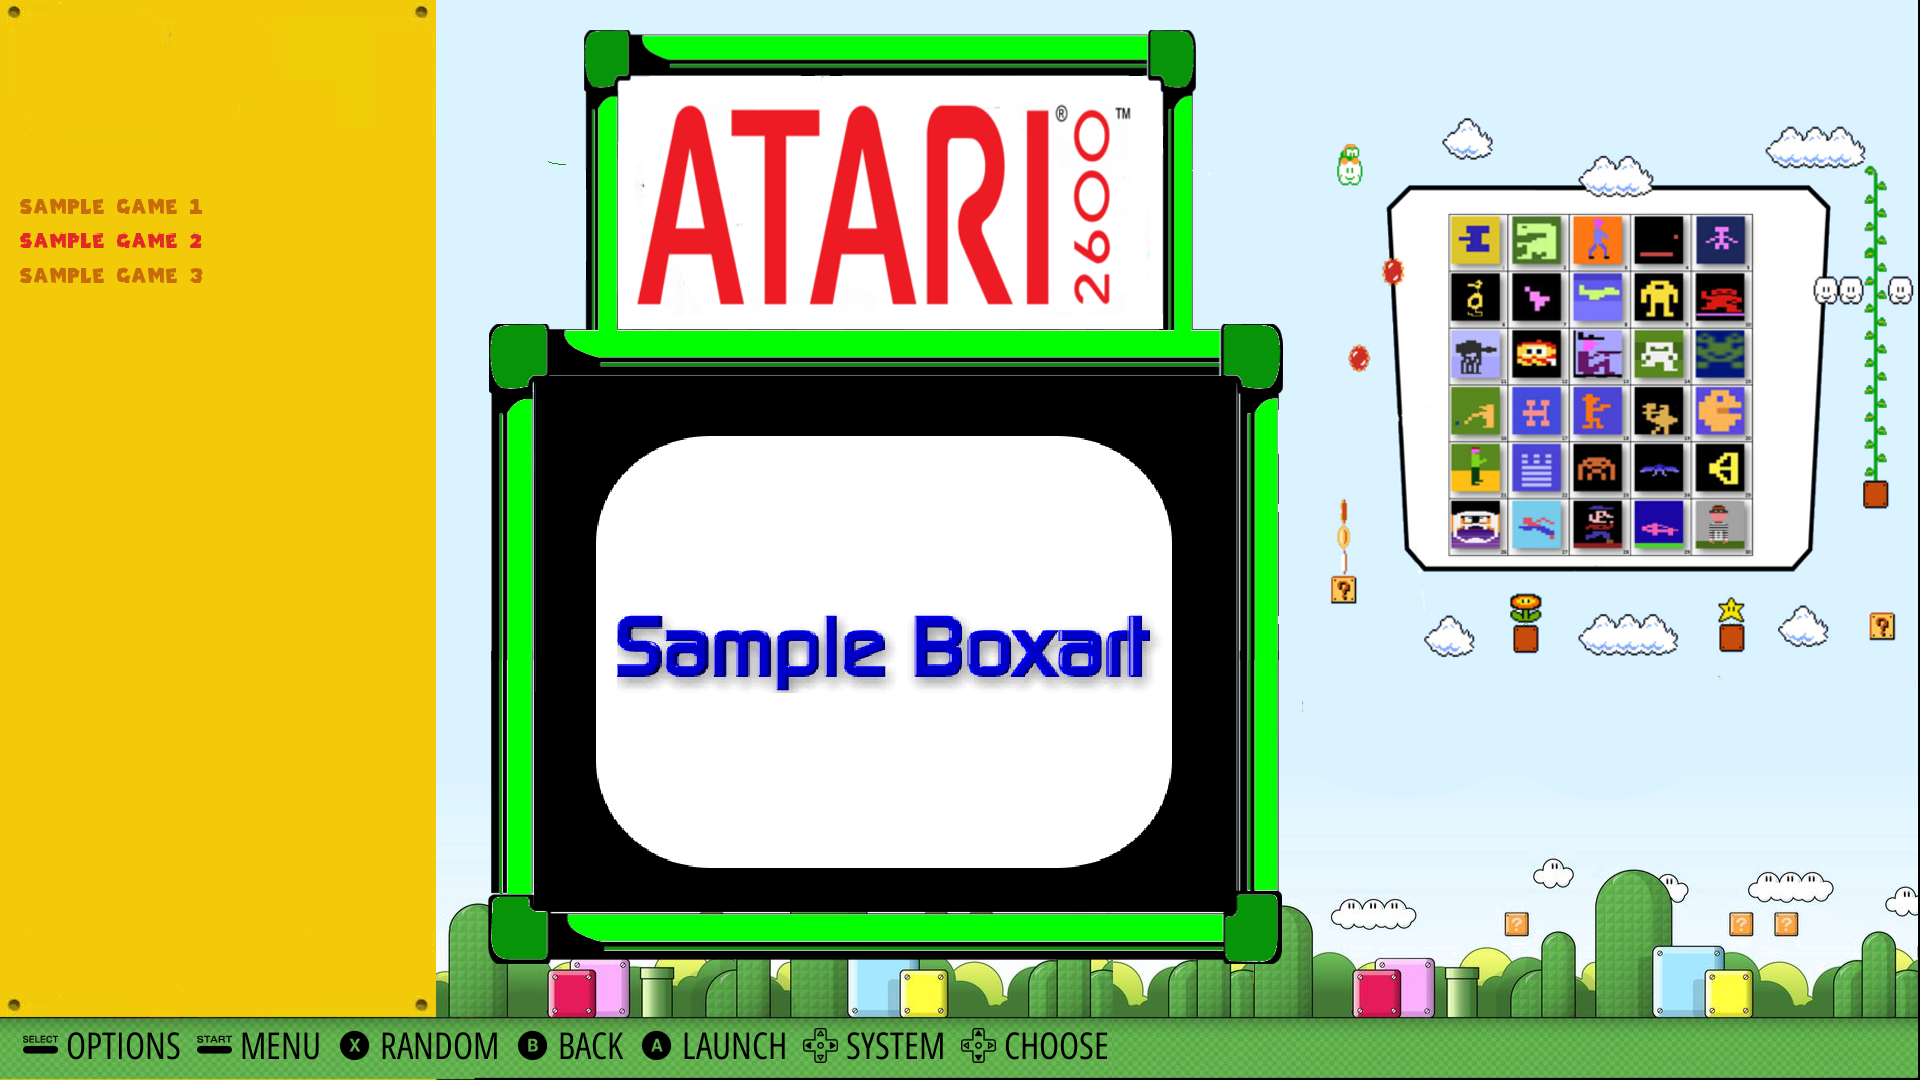 SAMPLE GAME 1
SAMPLE GAME 2
SAMPLE GAME 3
ATARI® 2600™
Sample Boxart
SELECT OPTIONS START MENU X RANDOM B BACK A LAUNCH SYSTEM CHOOSE